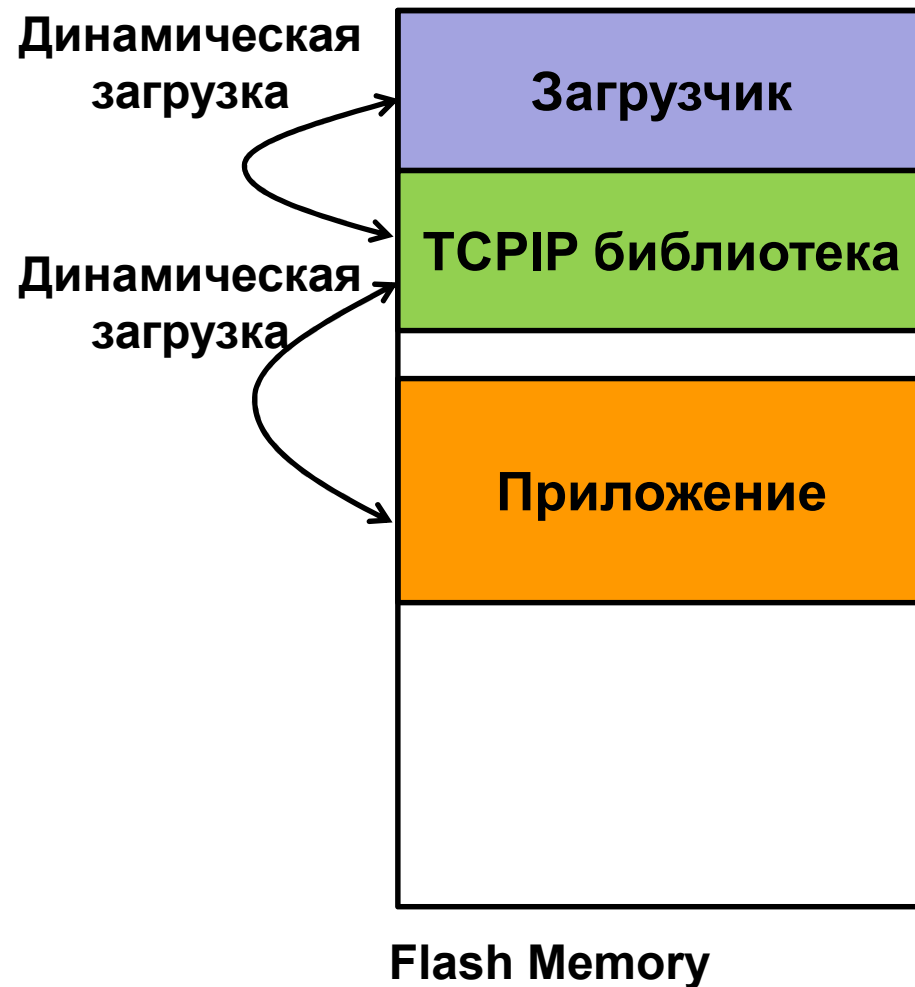 Динамическая
загрузка
Загрузчик
TCPIP библиотека
Динамическая
загрузка
Приложение
Flash Memory